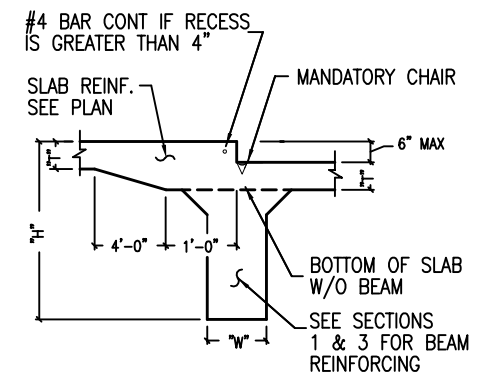 #4 BAR CONT IF RECESS
IS GREATER THAN 4"
SLAB REINF.
SEE PLAN
MANDATORY CHAIR
6" MAX
"T"
"T"
"H"
4'-0"
1'-0"
BOTTOM OF SLAB
W/O BEAM
SEE SECTIONS
1 & 3 FOR BEAM
REINFORCING
"W"